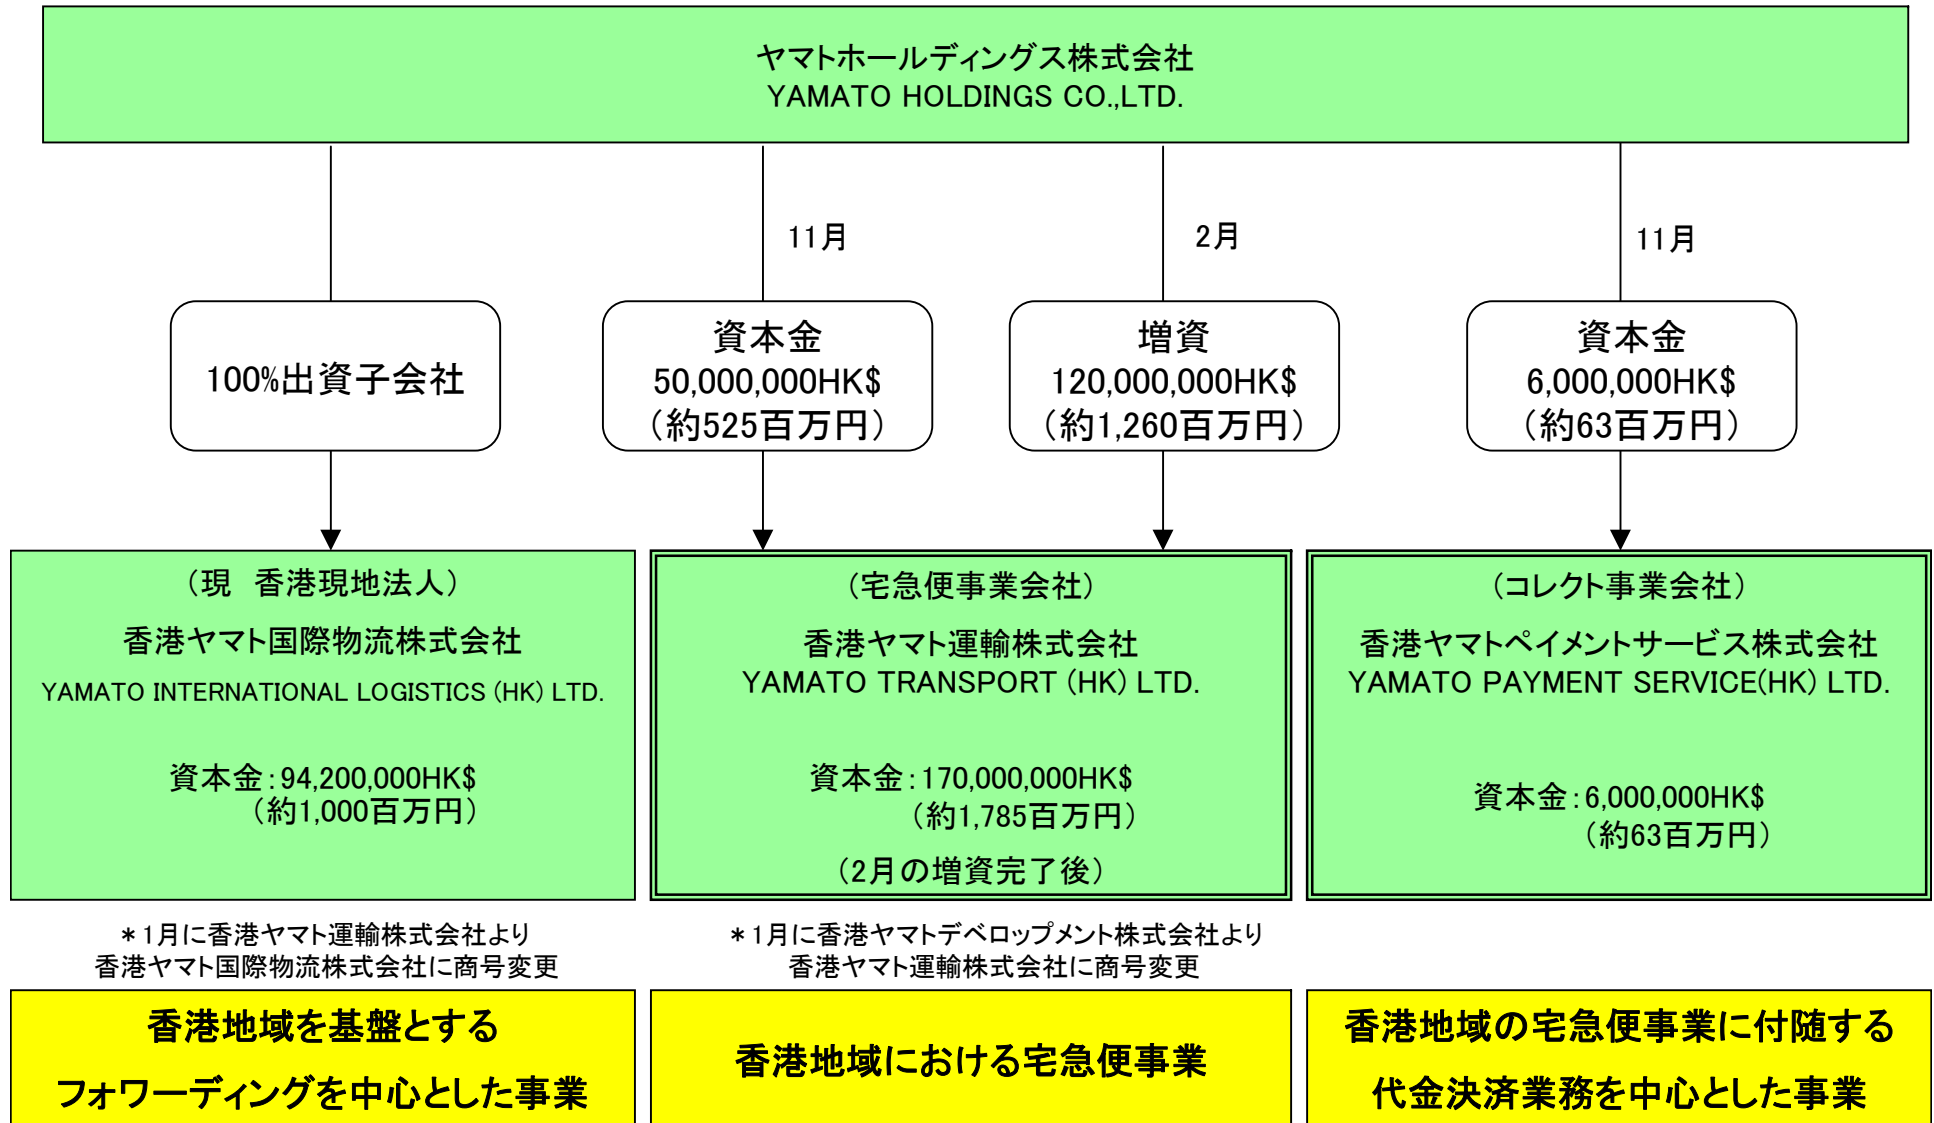 ヤマトホールディングス株式会社
YAMATO HOLDINGS CO.,LTD.
11月
2月
11月
100%出資子会社
資本金
50,000,000HK$
(約525百万円)
増資
120,000,000HK$
(約1,260百万円)
資本金
6,000,000HK$
(約63百万円)
(現　香港現地法人)
香港ヤマト国際物流株式会社
YAMATO INTERNATIONAL LOGISTICS (HK) LTD.
資本金:94,200,000HK$
(約1,000百万円)
(宅急便事業会社)
香港ヤマト運輸株式会社
YAMATO TRANSPORT (HK) LTD.
資本金:170,000,000HK$
(約1,785百万円)
(2月の増資完了後)
(コレクト事業会社)
香港ヤマトペイメントサービス株式会社
YAMATO PAYMENT SERVICE(HK) LTD.
資本金:6,000,000HK$
(約63百万円)
*1月に香港ヤマト運輸株式会社より
香港ヤマト国際物流株式会社に商号変更
*1月に香港ヤマトデベロップメント株式会社より
香港ヤマト運輸株式会社に商号変更
香港地域を基盤とする
フォワーディングを中心とした事業
香港地域における宅急便事業
香港地域の宅急便事業に付随する
代金決済業務を中心とした事業